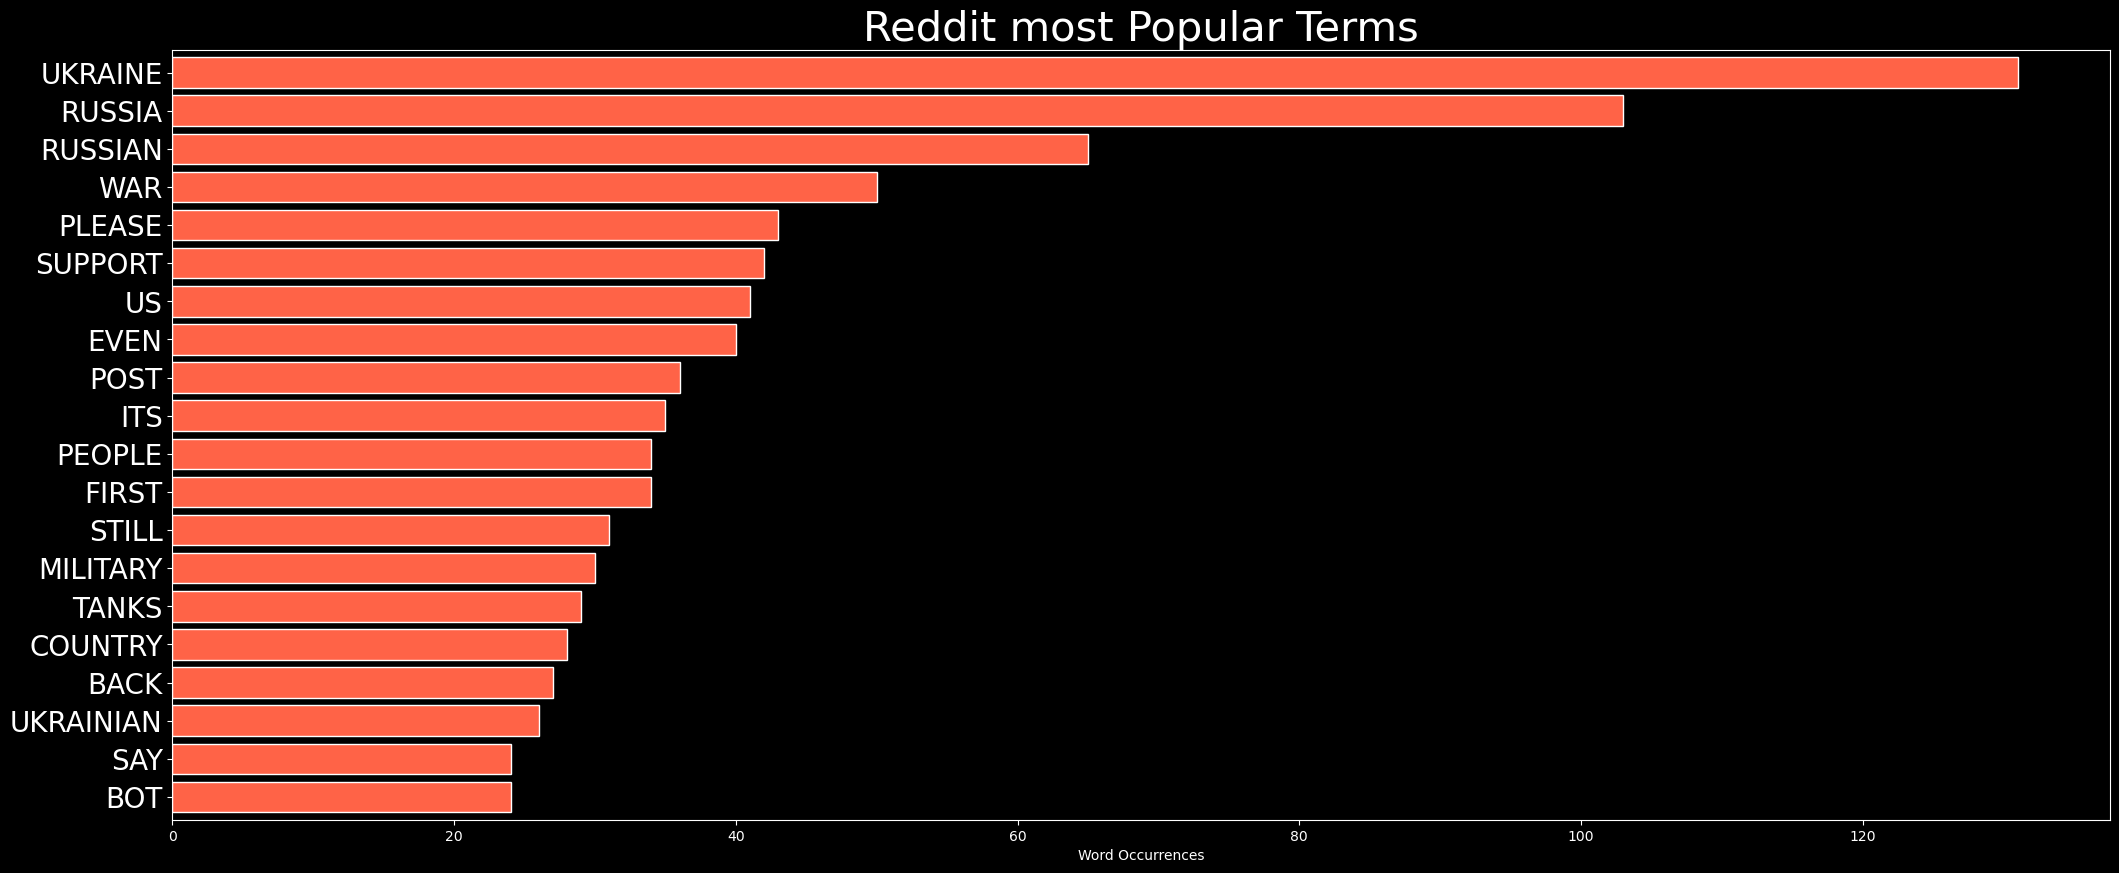 Reddit most Popular Terms
UKRAINE
RUSSIA
RUSSIAN
WAR
PLEASE
SUPPORT
US
EVEN
POST
ITS
PEOPLE
FIRST
STILL
MILITARY
TANKS
COUNTRY
BACK
UKRAINIAN
SAY
BOT
0 20 40 60 80 100 120
Word Occurrences